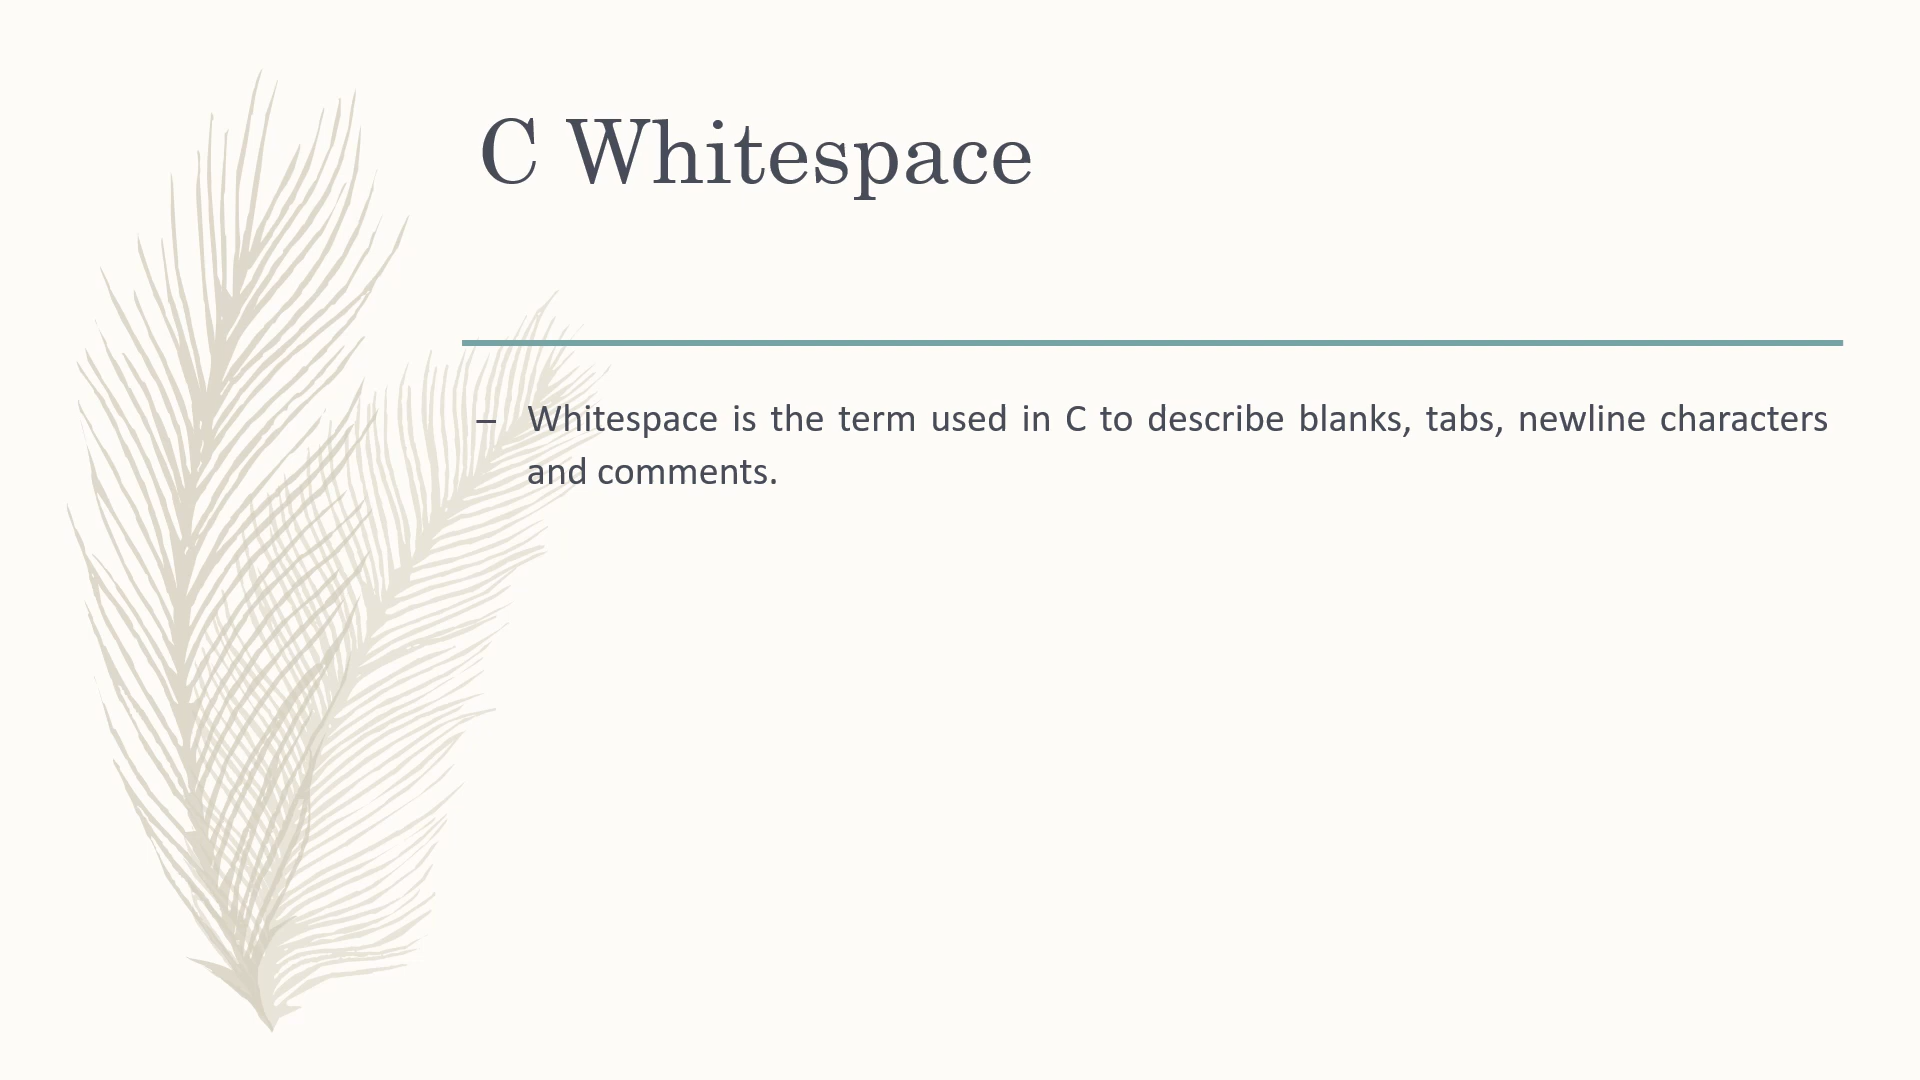 C Whitespace
– Whitespace is the term used in C to describe blanks, tabs, newline characters
and comments.